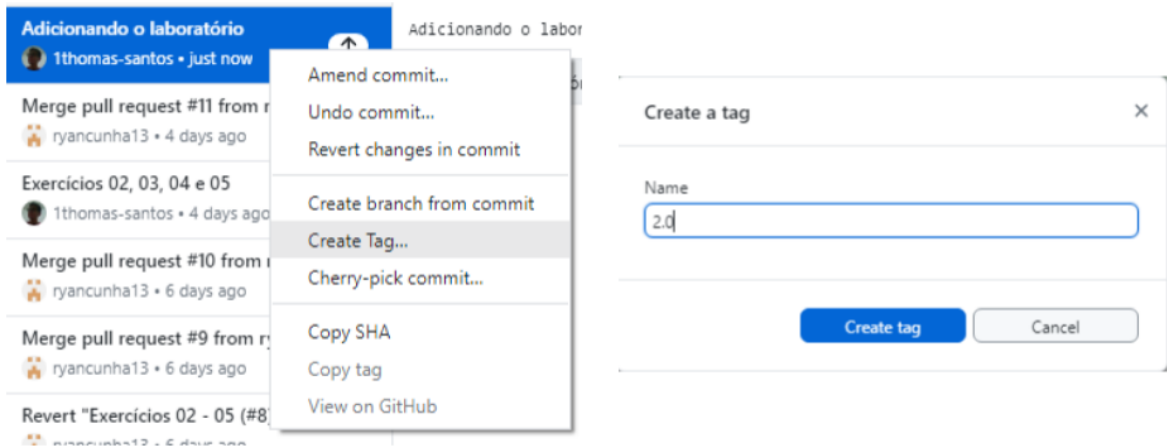 Adicionando o laboratório
1thomas-santos • just now
Merge pull request #11 from
ryancunha13 • 4 days ago
Exercícios 02, 03, 04 e 05
1thomas-santos • 4 days ago
Merge pull request #10 from
ryancunha13 • 6 days ago
Merge pull request #9 from
ryancunha13 • 6 days ago
Revert "Exercícios 02 - 05 (#8
ryancunha13 • 6 days ago
Adicionando o labor
Amend commit...
Undo commit...
Revert changes in commit
Create branch from commit
Create Tag...
Cherry-pick commit...
Copy SHA
Copy tag
View on GitHub
Create a tag
Name
2.0
Create tag
Cancel